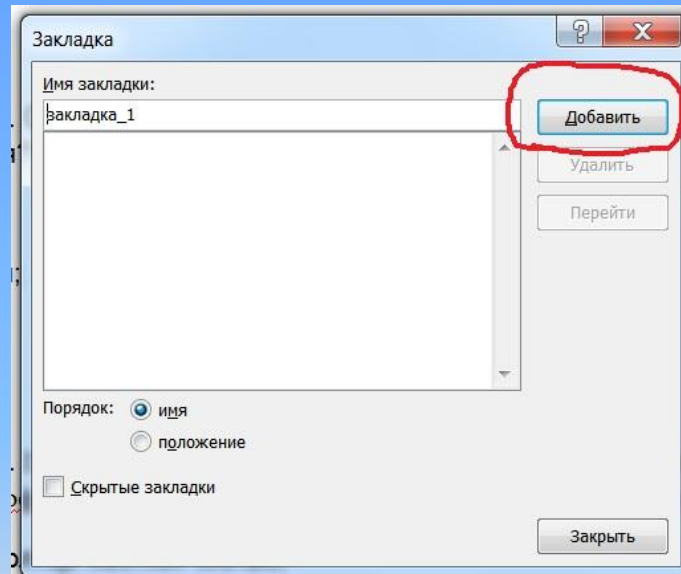 Закладка
Имя закладки:
закладка_1
Добавить
Удалить
Перейти
Порядок:
имя
положение
Скрытые закладки
Закрыть